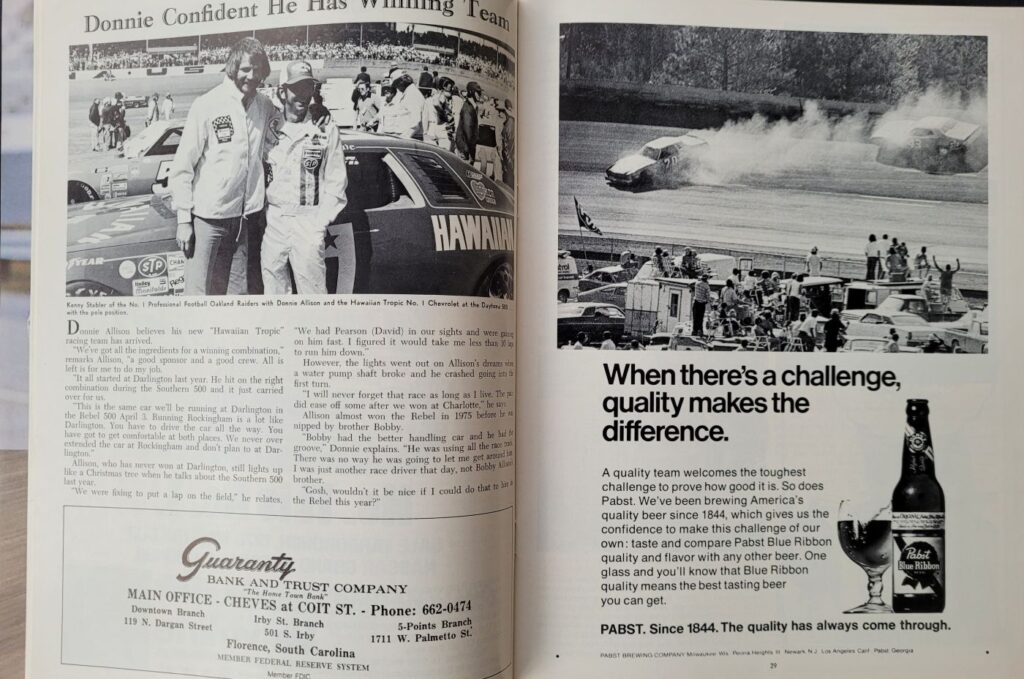 Donnie Confident He Has Winning Team
HAWAIIAN
STP
STP
GOODYEAR
Kenny Stabler of the No. 1 Professional Football Oakland Raiders with Donnie Allison and the Hawaiian Tropic No. 1 Chevrolet at the Daytona 500
with the pole position.
Donnie Allison believes his new "Hawaiian Tropic"
racing team has arrived.
"We've got all the ingredients for a winning combination,"
remarks Allison, "a good sponsor and a good crew. All is
left is for me to do my job.
"It all started at Darlington last year. He hit on the right
combination during the Southern 500 and it just carried
over for us.
"This is the same car we'll be running at Darlington in
the Rebel 500 April 3. Running Rockingham is a lot like
Darlington. You have to drive the car all the way. You
have got to get comfortable at both places. We never over
extended the car at Rockingham and don't plan to at Dar-
lington."
Allison, who has never won at Darlington, still lights up
like a Christmas tree when he talks about the Southern 500
last year.
"We were fixing to put a lap on the field," he relates,
"We had Pearson (David) in our sights and were gaining
on him fast. I figured it would take me less than 10 laps
to run him down."
However, the lights went out on Allison's dreams when
a water pump shaft broke and he crashed going into the
first turn.
"I will never forget that race as long as I live. The
did ease off some after we won at Charlotte," he says.
Allison almost won the Rebel in 1975 before he was
nipped by brother Bobby.
"Bobby had the better handling car and he had the
groove," Donnie explains. "He was using all the race track.
There was no way he was going to let me get around him.
I was just another race driver that day, not Bobby Allison's
brother.
"Gosh, wouldn't it be nice if I could do that to him in
the Rebel this year?"
Guaranty
BANK AND TRUST COMPANY
"The Home Town Bank"
MAIN OFFICE - CHEVES at COIT ST. - Phone: 662-0474
Downtown Branch
119 N. Dargan Street
Irby St. Branch
501 S. Irby
5-Points Branch
1711 W. Palmetto St.
Florence, South Carolina
MEMBER FEDERAL RESERVE SYSTEM
Member FDIC
When there's a challenge,
quality makes the
difference.
A quality team welcomes the toughest
challenge to prove how good it is. So does
Pabst. We've been brewing America's
quality beer since 1844, which gives us the
confidence to make this challenge of our
own: taste and compare Pabst Blue Ribbon
quality and flavor with any other beer. One
glass and you'll know that Blue Ribbon
quality means the best tasting beer
you can get.
Pabst
Blue Ribbon
PABST. Since 1844. The quality has always come through.
PABST BREWING COMPANY Milwaukee, Wis., Peoria Heights, Ill., Newark, N.J., Los Angeles, Calif., Pabst, Georgia
29